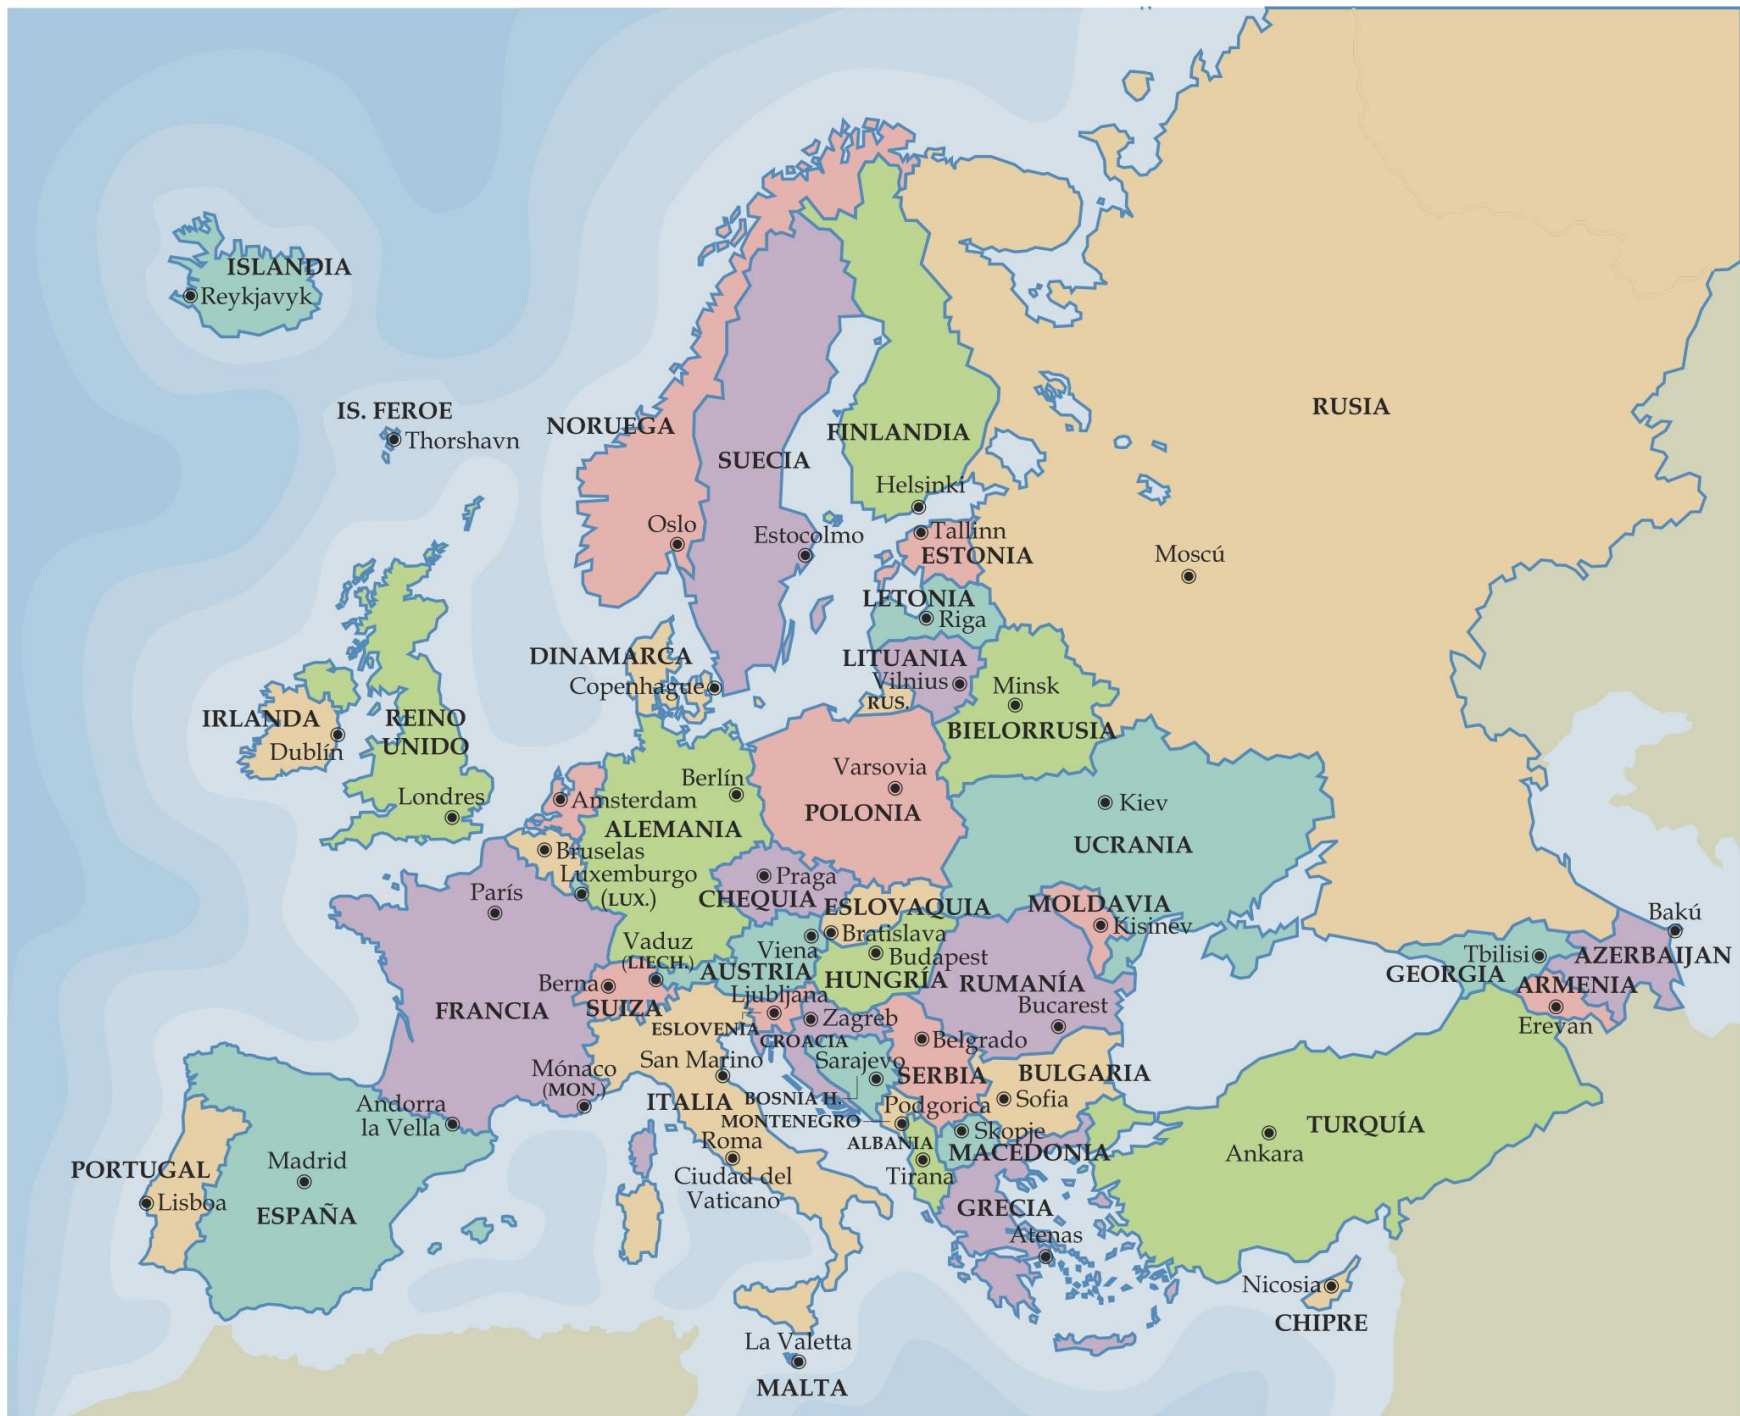 ISLANDIA
Reykjavyk
IS. FEROE
Thorshavn
NORUEGA
Oslo
SUECIA
Estocolmo
FINLANDIA
Helsinki
RUSIA
Moscú
Tallinn
ESTONIA
LETONIA
Riga
LITUANIA
Vilnius
RUS.
Minsk
BIELORRUSIA
DINAMARCA
Copenhague
IRLANDA
Dublín
REINO
UNIDO
Londres
Amsterdam
Berlín
ALEMANIA
Varsovia
POLONIA
Kiev
UCRANIA
Bruselas
Luxemburgo
(LUX.)
París
FRANCIA
Praga
CHEQUIA
ESLOVAQUIA
Bratislava
Viena
AUSTRIA
Budapest
HUNGRÍA
MOLDAVIA
Kisinev
RUMANÍA
Bucarest
Vaduz
(LIECH.)
Berna
SUIZA
Ljubljana
ESLOVENIA
Zagreb
CROACIA
San Marino
Mónaco
(MON.)
ITALIA
Roma
Ciudad del
Vaticano
Sarajevo
BOSNIA H.
Belgrado
SERBIA
BULGARIA
Sofia
Podgorica
MONTENEGRO
ALBANIA
Tirana
Skopje
MACEDONIA
GRECIA
Atenas
Andorra
la Vella
PORTUGAL
Lisboa
Madrid
ESPAÑA
La Valetta
MALTA
TURQUÍA
Ankara
Nicosia
CHIPRE
Tbilisi
GEORGIA
Bakú
AZERBAIJAN
ARMENIA
Erevan